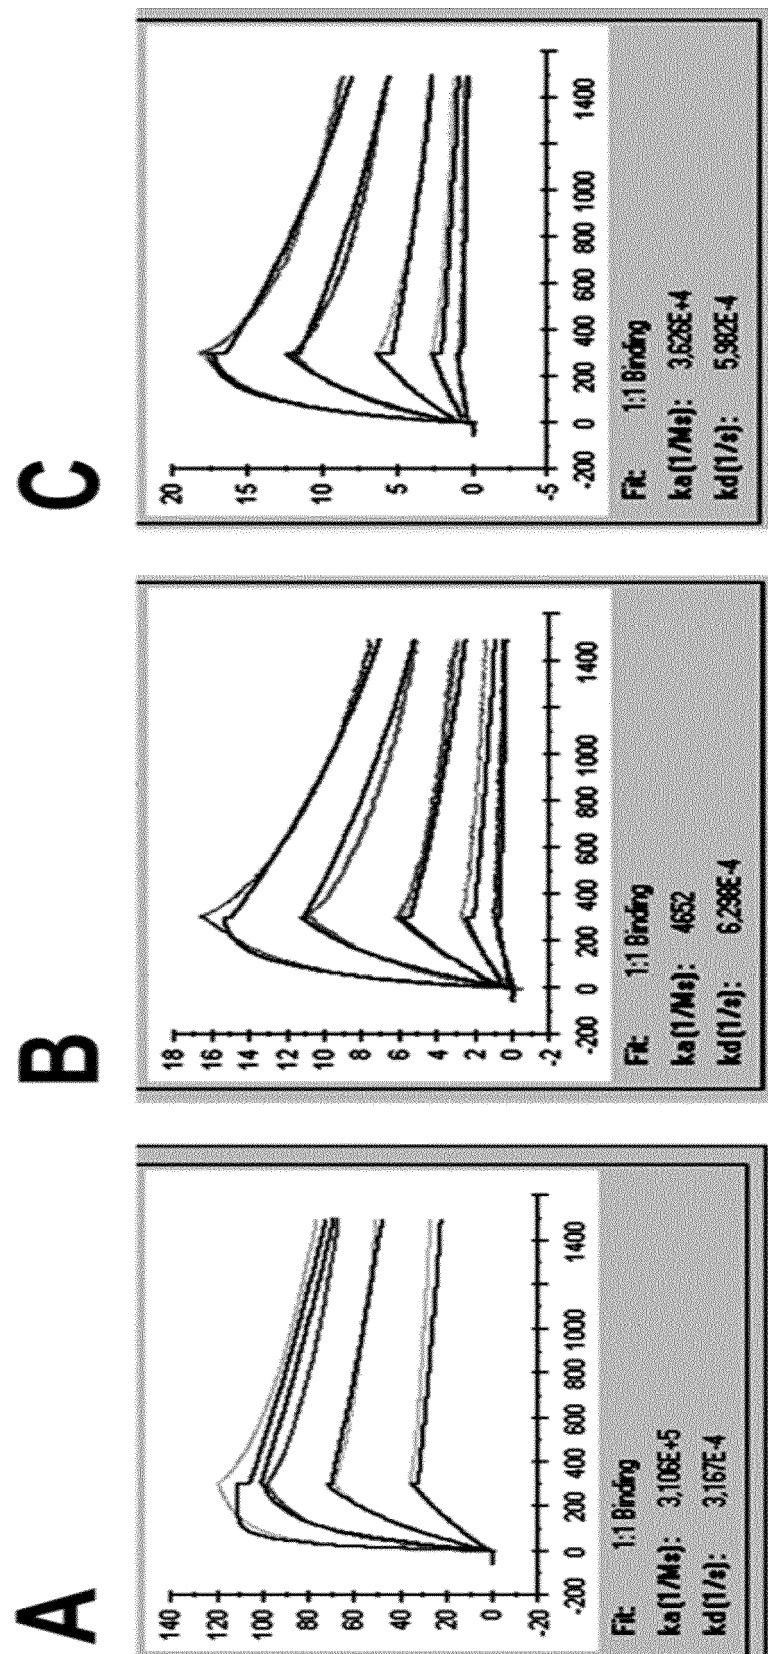 A
140
120
100
80
60
40
20
0
-20
-200 0 200 400 600 800 1000 1400
Fit: 1:1 Binding
ka(1/Ms): 3,106E+5
kd(1/s): 3,167E-4
B
18
16
14
12
10
8
6
4
2
0
-2
-200 0 200 400 600 800 1000 1400
Fit: 1:1 Binding
ka(1/Ms): 4652
kd(1/s): 6,298E-4
C
20
15
10
5
0
-5
-200 0 200 400 600 800 1000 1400
Fit: 1:1 Binding
ka(1/Ms): 3,626E+4
kd(1/s): 5,982E-4